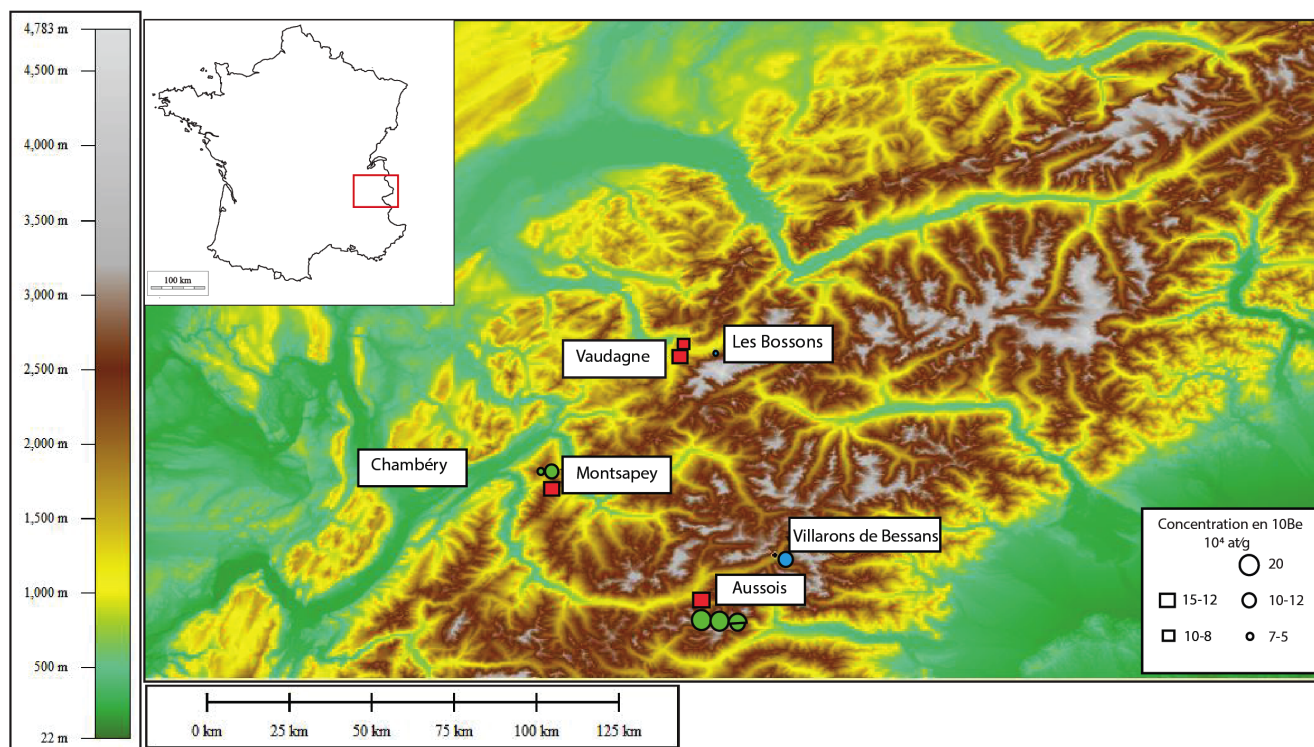 4,783 m
4,500 m
4,000 m
3,500 m
3,000 m
2,500 m
2,000 m
1,500 m
1,000 m
500 m
22 m
100 km
Les Bossons
Vaudagne
Chambéry
Montsapey
Villarons de Bessans
Aussois
Concentration en 10Be
10⁴ at/g
20
15-12
10-12
10-8
7-5
0 km 25 km 50 km 75 km 100 km 125 km